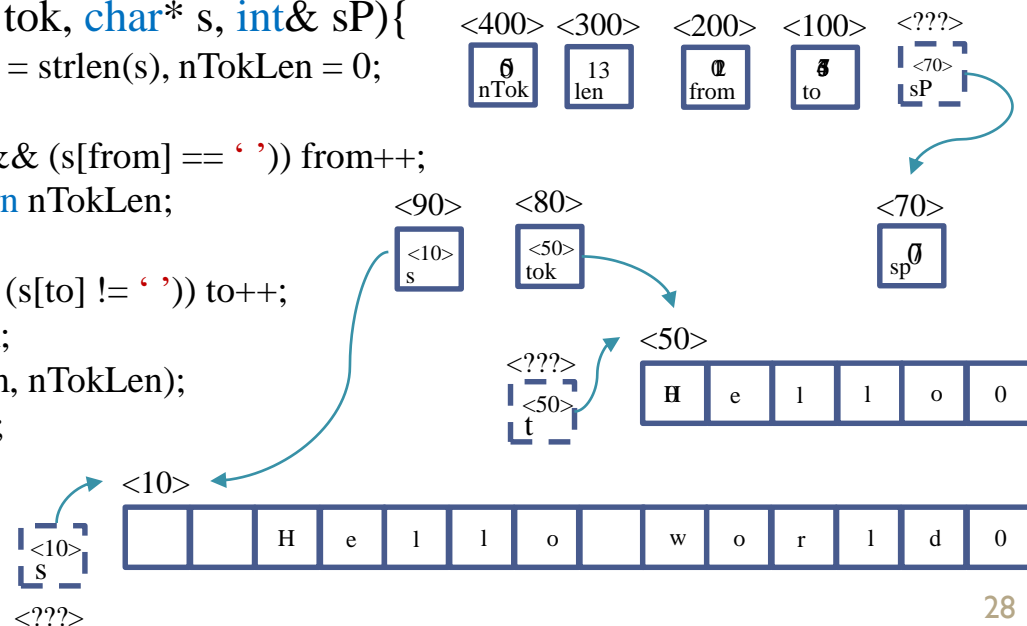 tok, char* s, int& sP){
= strlen(s), nTokLen = 0;
<400> <300> <200> <100> <???>
nTok
13
len
from
to
<70>
sP
&& (s[from] == ‘ ’)) from++;
n nTokLen;
<90> <80> <70>
<10>
s
<50>
tok
sp
(s[to] != ‘ ’)) to++;
;
<50>
<???>
, nTokLen);
<50>
t
e l l o 0
;
<10>
<10>
s
H e l l o w o r l d 0
<???>
28